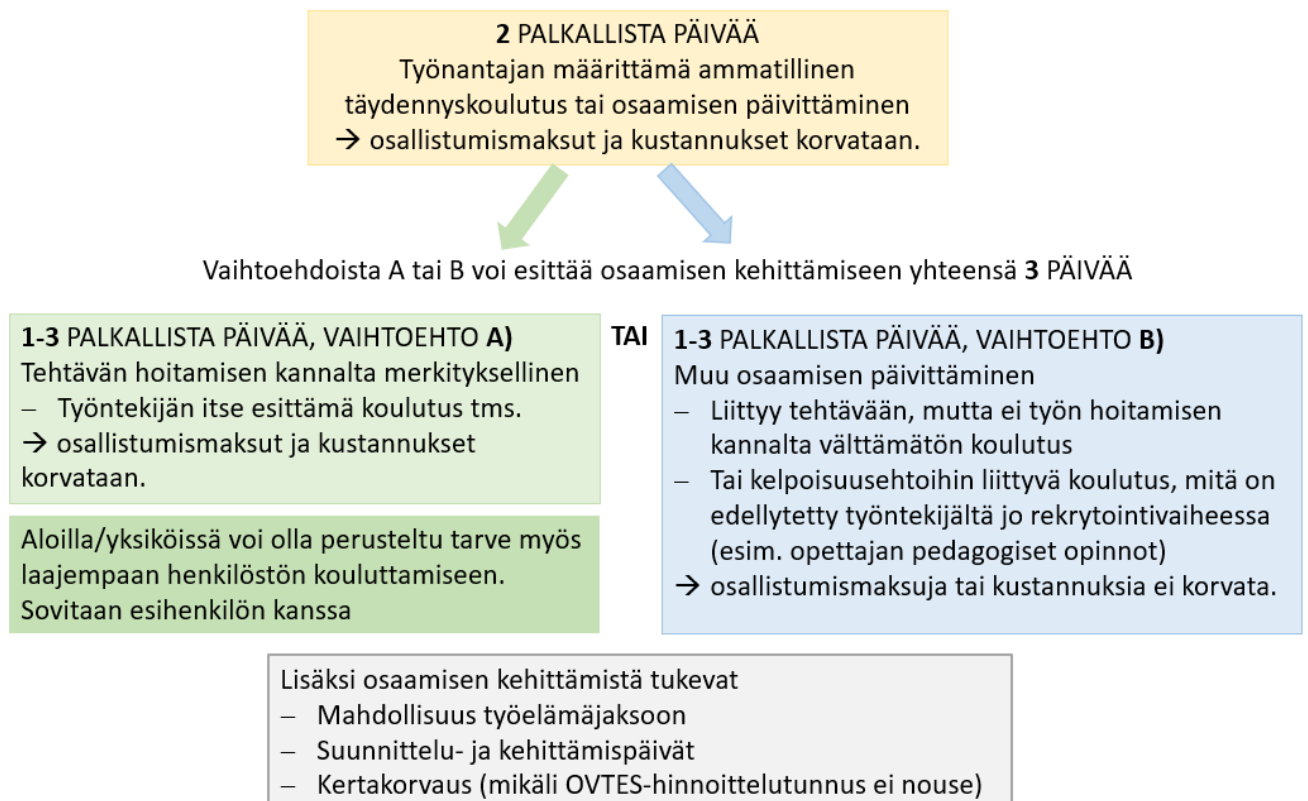 2 PALKALLISTA PÄIVÄÄ
Työnantajan määrittämä ammatillinen
täydennyskoulutus tai osaamisen päivittäminen
→ osallistumismaksut ja kustannukset korvataan.
Vaihtoehdoista A tai B voi esittää osaamisen kehittämiseen yhteensä 3 PÄIVÄÄ
1-3 PALKALLISTA PÄIVÄÄ, VAIHTOEHTO A)
Tehtävän hoitamisen kannalta merkityksellinen
– Työntekijän itse esittämä koulutus tms.
→ osallistumismaksut ja kustannukset
korvataan.
Aloilla/yksiköissä voi olla perusteltu tarve myös
laajempaan henkilöstön kouluttamiseen.
Sovitaan esihenkilön kanssa
TAI
1-3 PALKALLISTA PÄIVÄÄ, VAIHTOEHTO B)
Muu osaamisen päivittäminen
– Liittyy tehtävään, mutta ei työn hoitamisen
kannalta välttämätön koulutus
– Tai kelpoisuusehtoihin liittyvä koulutus, mitä on
edellytetty työntekijältä jo rekrytointivaiheessa
(esim. opettajan pedagogiset opinnot)
→ osallistumismaksuja tai kustannuksia ei korvata.
Lisäksi osaamisen kehittämistä tukevat
– Mahdollisuus työelämäjaksoon
– Suunnittelu- ja kehittämispäivät
– Kertakorvaus (mikäli OVTES-hinnoittelutunnus ei nouse)